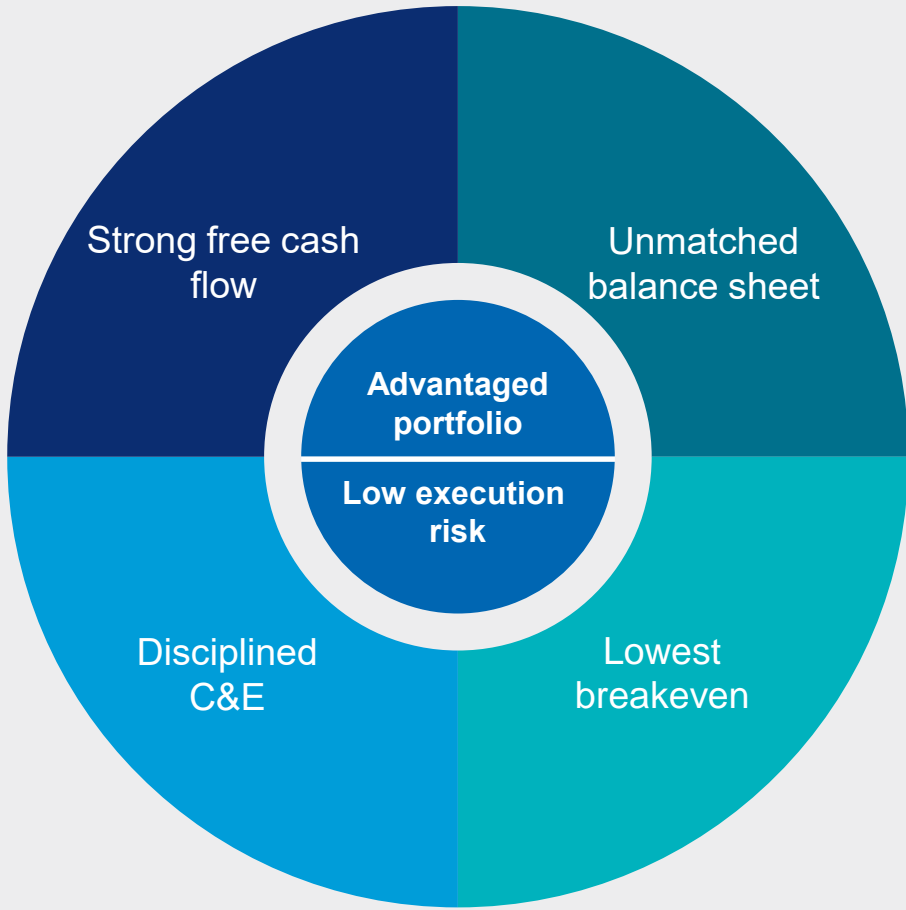 Strong free cash
flow
Unmatched
balance sheet
Advantaged
portfolio
Low execution
risk
Disciplined
C&E
Lowest
breakeven